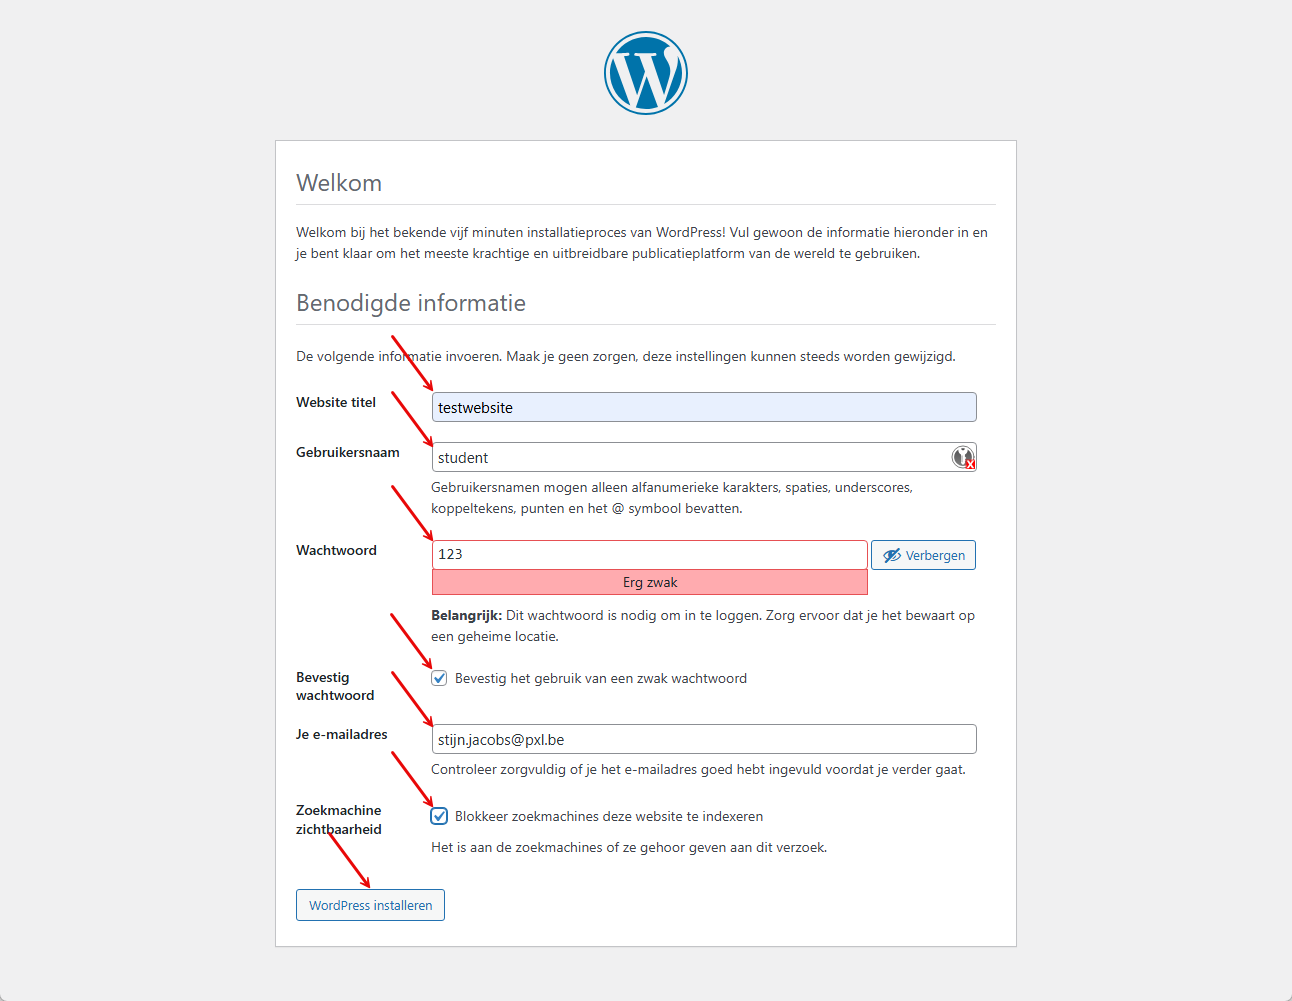 Welkom
Welkom bij het bekende vijf minuten installatieproces van WordPress! Vul gewoon de informatie hieronder in en
je bent klaar om het meeste krachtige en uitbreidbare publicatieplatform van de wereld te gebruiken.
Benodigde informatie
De volgende informatie invoeren. Maak je geen zorgen, deze instellingen kunnen steeds worden gewijzigd.
Website titel
testwebsite
Gebruikersnaam
student
Gebruikersnamen mogen alleen alfanumerieke karakters, spaties, underscores,
koppeltekens, punten en het @ symbool bevatten.
Wachtwoord
123
Verbergen
Erg zwak
Belangrijk: Dit wachtwoord is nodig om in te loggen. Zorg ervoor dat je het bewaart op
een geheime locatie.
Bevestig
wachtwoord
Bevestig het gebruik van een zwak wachtwoord
Je e-mailadres
stijn.jacobs@pxl.be
Controleer zorgvuldig of je het e-mailadres goed hebt ingevuld voordat je verder gaat.
Zoekmachine
zichtbaarheid
Blokkeer zoekmachines deze website te indexeren
Het is aan de zoekmachines of ze gehoor geven aan dit verzoek.
WordPress installeren